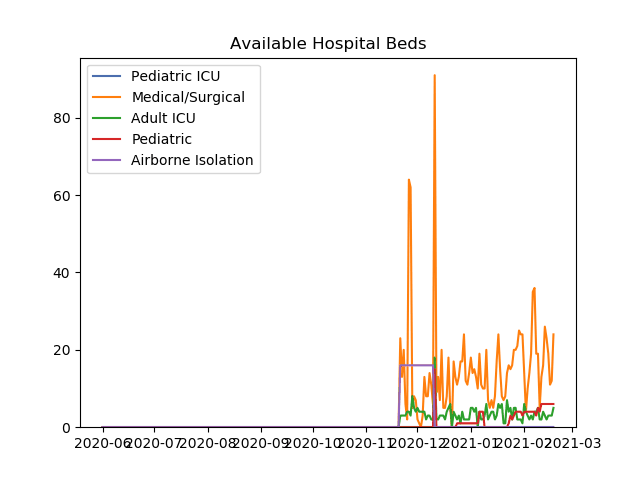 Available Hospital Beds
Pediatric ICU
Medical/Surgical
Adult ICU
Pediatric
Airborne Isolation
80
60
40
20
0
2020-06 2020-07 2020-08 2020-09 2020-10 2020-11 2020-12 2021-01 2021-02 2021-03